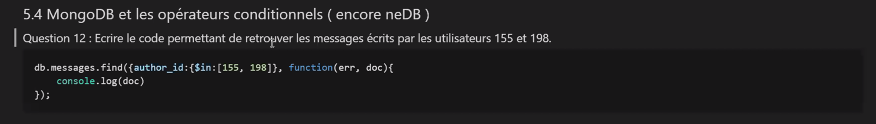 5.4 MongoDB et les opérateurs conditionnels ( encore neDB )
Question 12 : Ecrire le code permettant de retrouver les messages écrits par les utilisateurs 155 et 198.
db.messages.find({author_id:{$in:[155, 198]}, function(err, doc){
    console.log(doc)
});